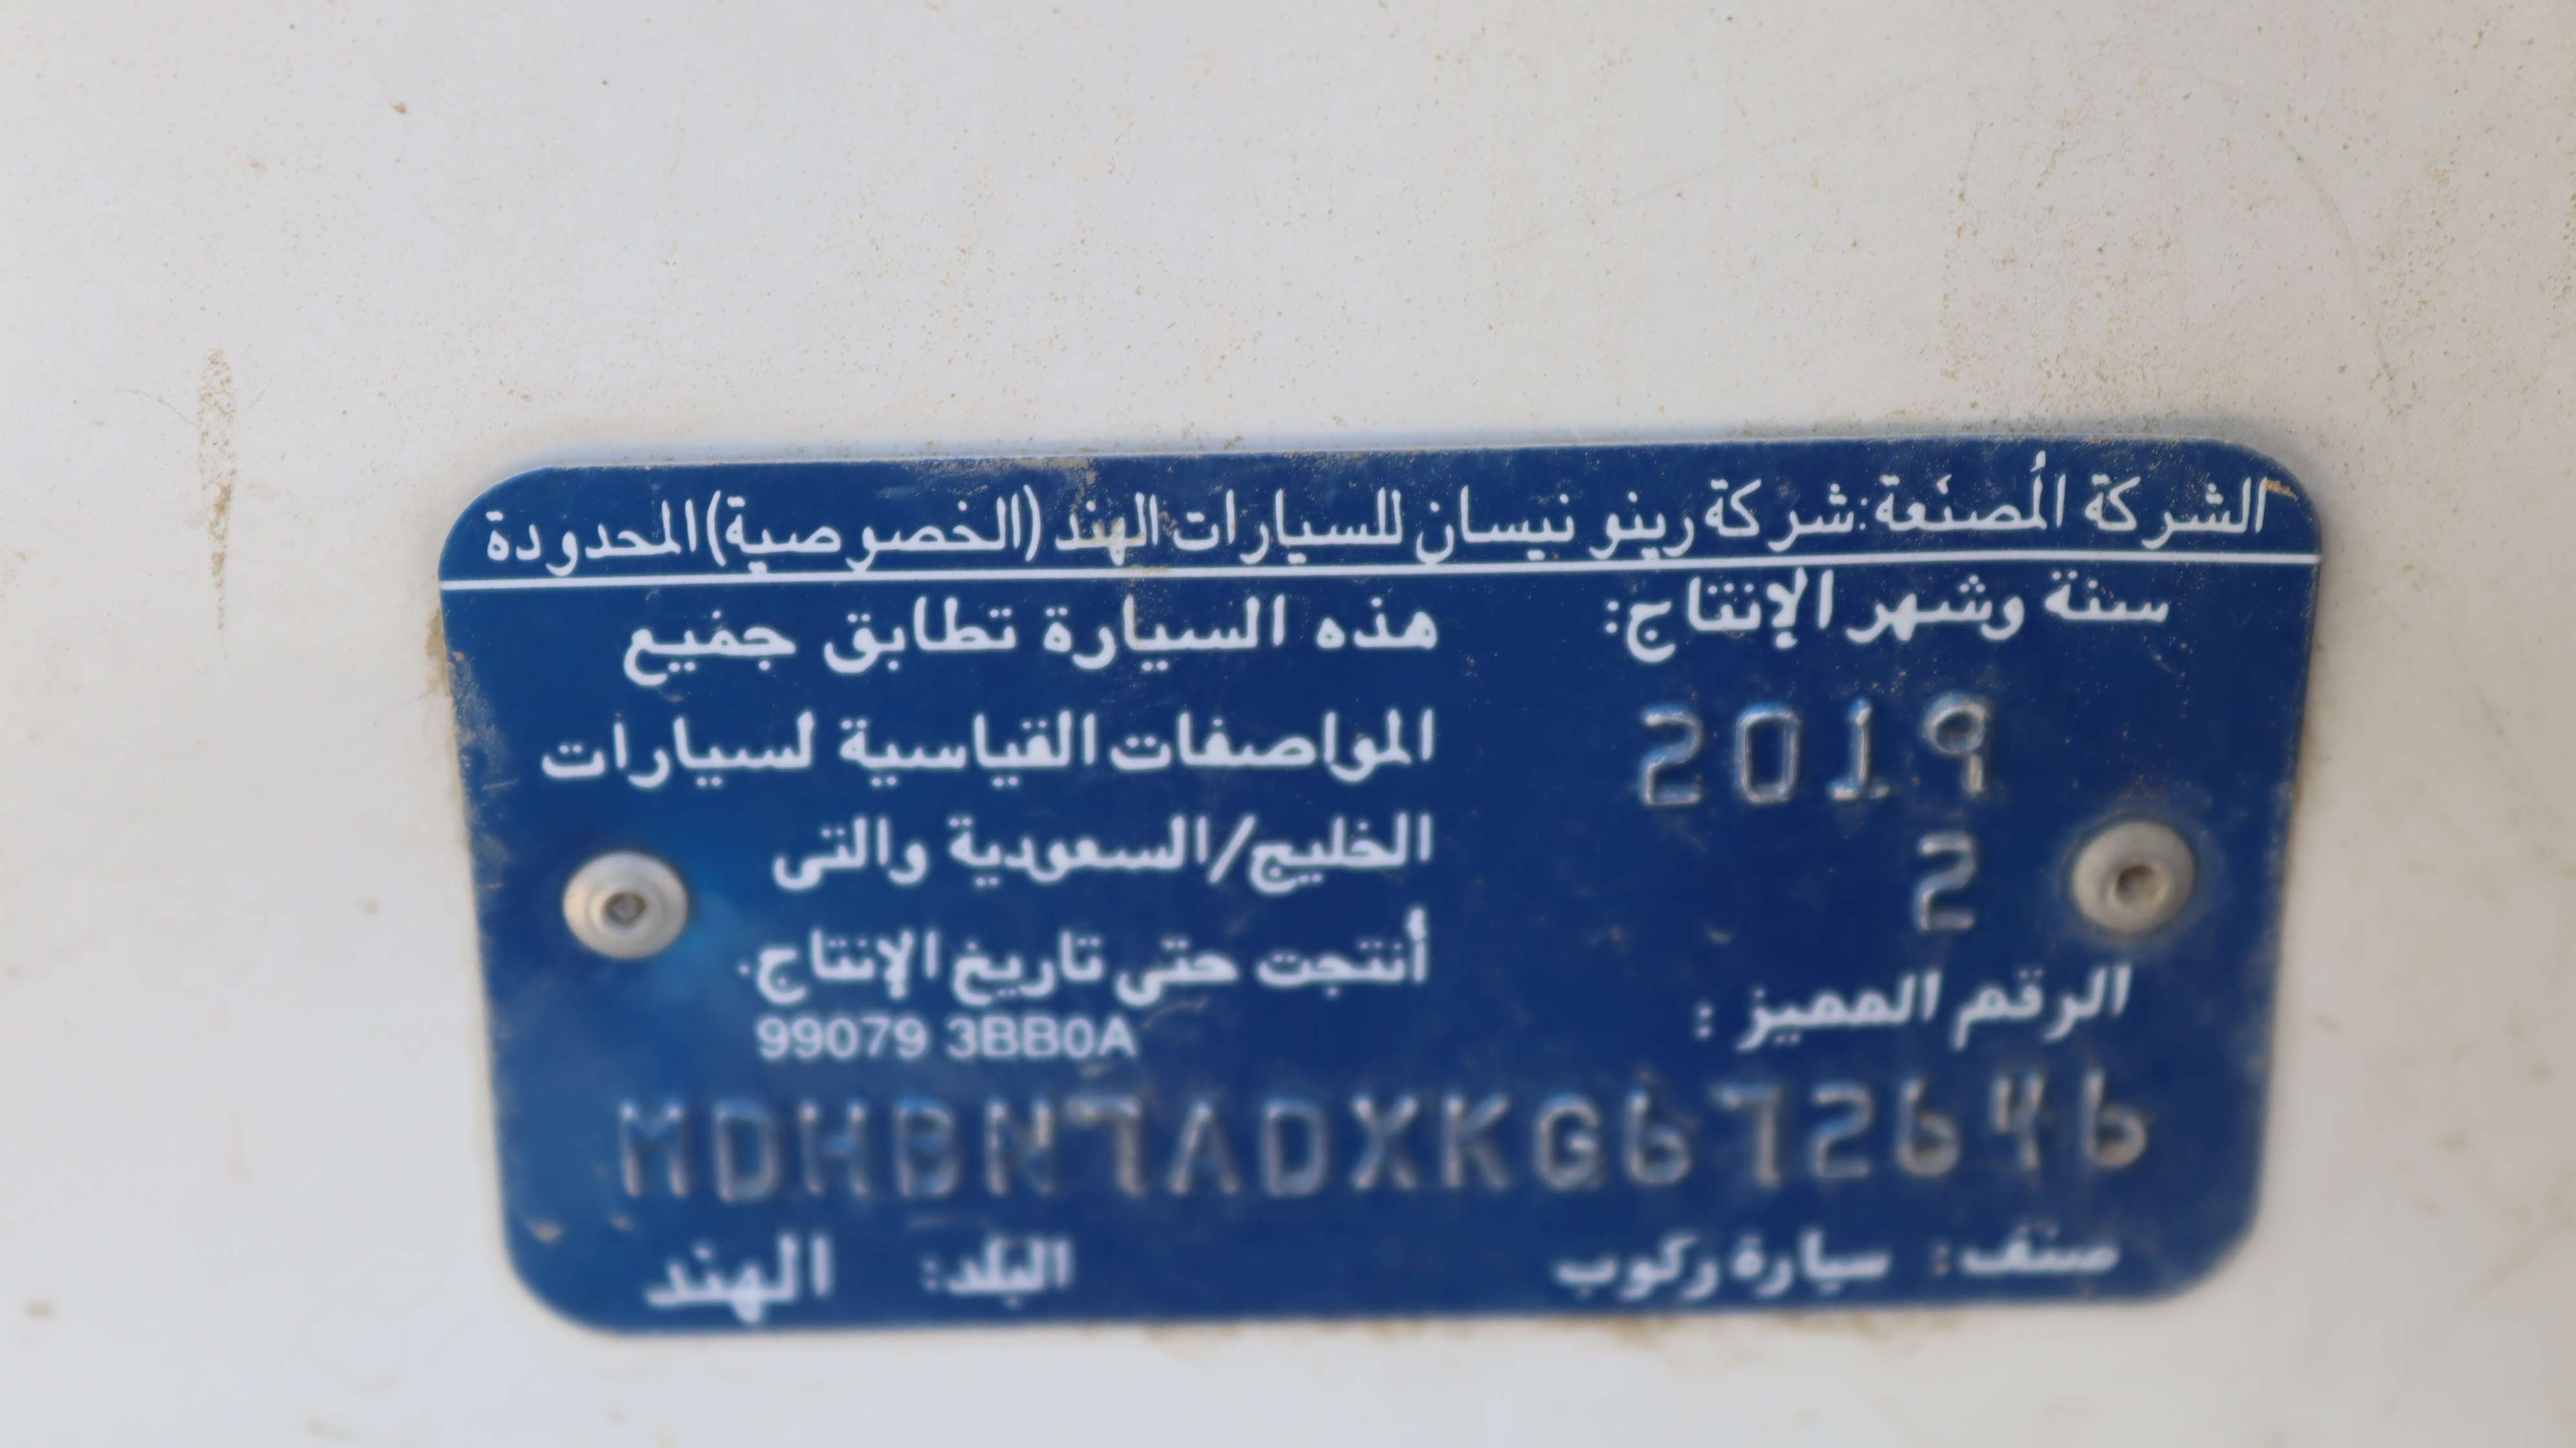 الشركة المُصنّعة:شركة رينو نيسان للسيارات الهند (الخصوصية) المحدودة
سنة وشهر الإنتاج:
2019
2
هذه السيارة تطابق جميع
المواصفات القياسية لسيارات
الخليج/السعودية والتى
أنتجت حتى تاريخ الإنتاج.
99079 3BB0A
الرقم المميز :
MDHBN7ADXKG672646
صنف: سيارة ركوب
البلد: الهند